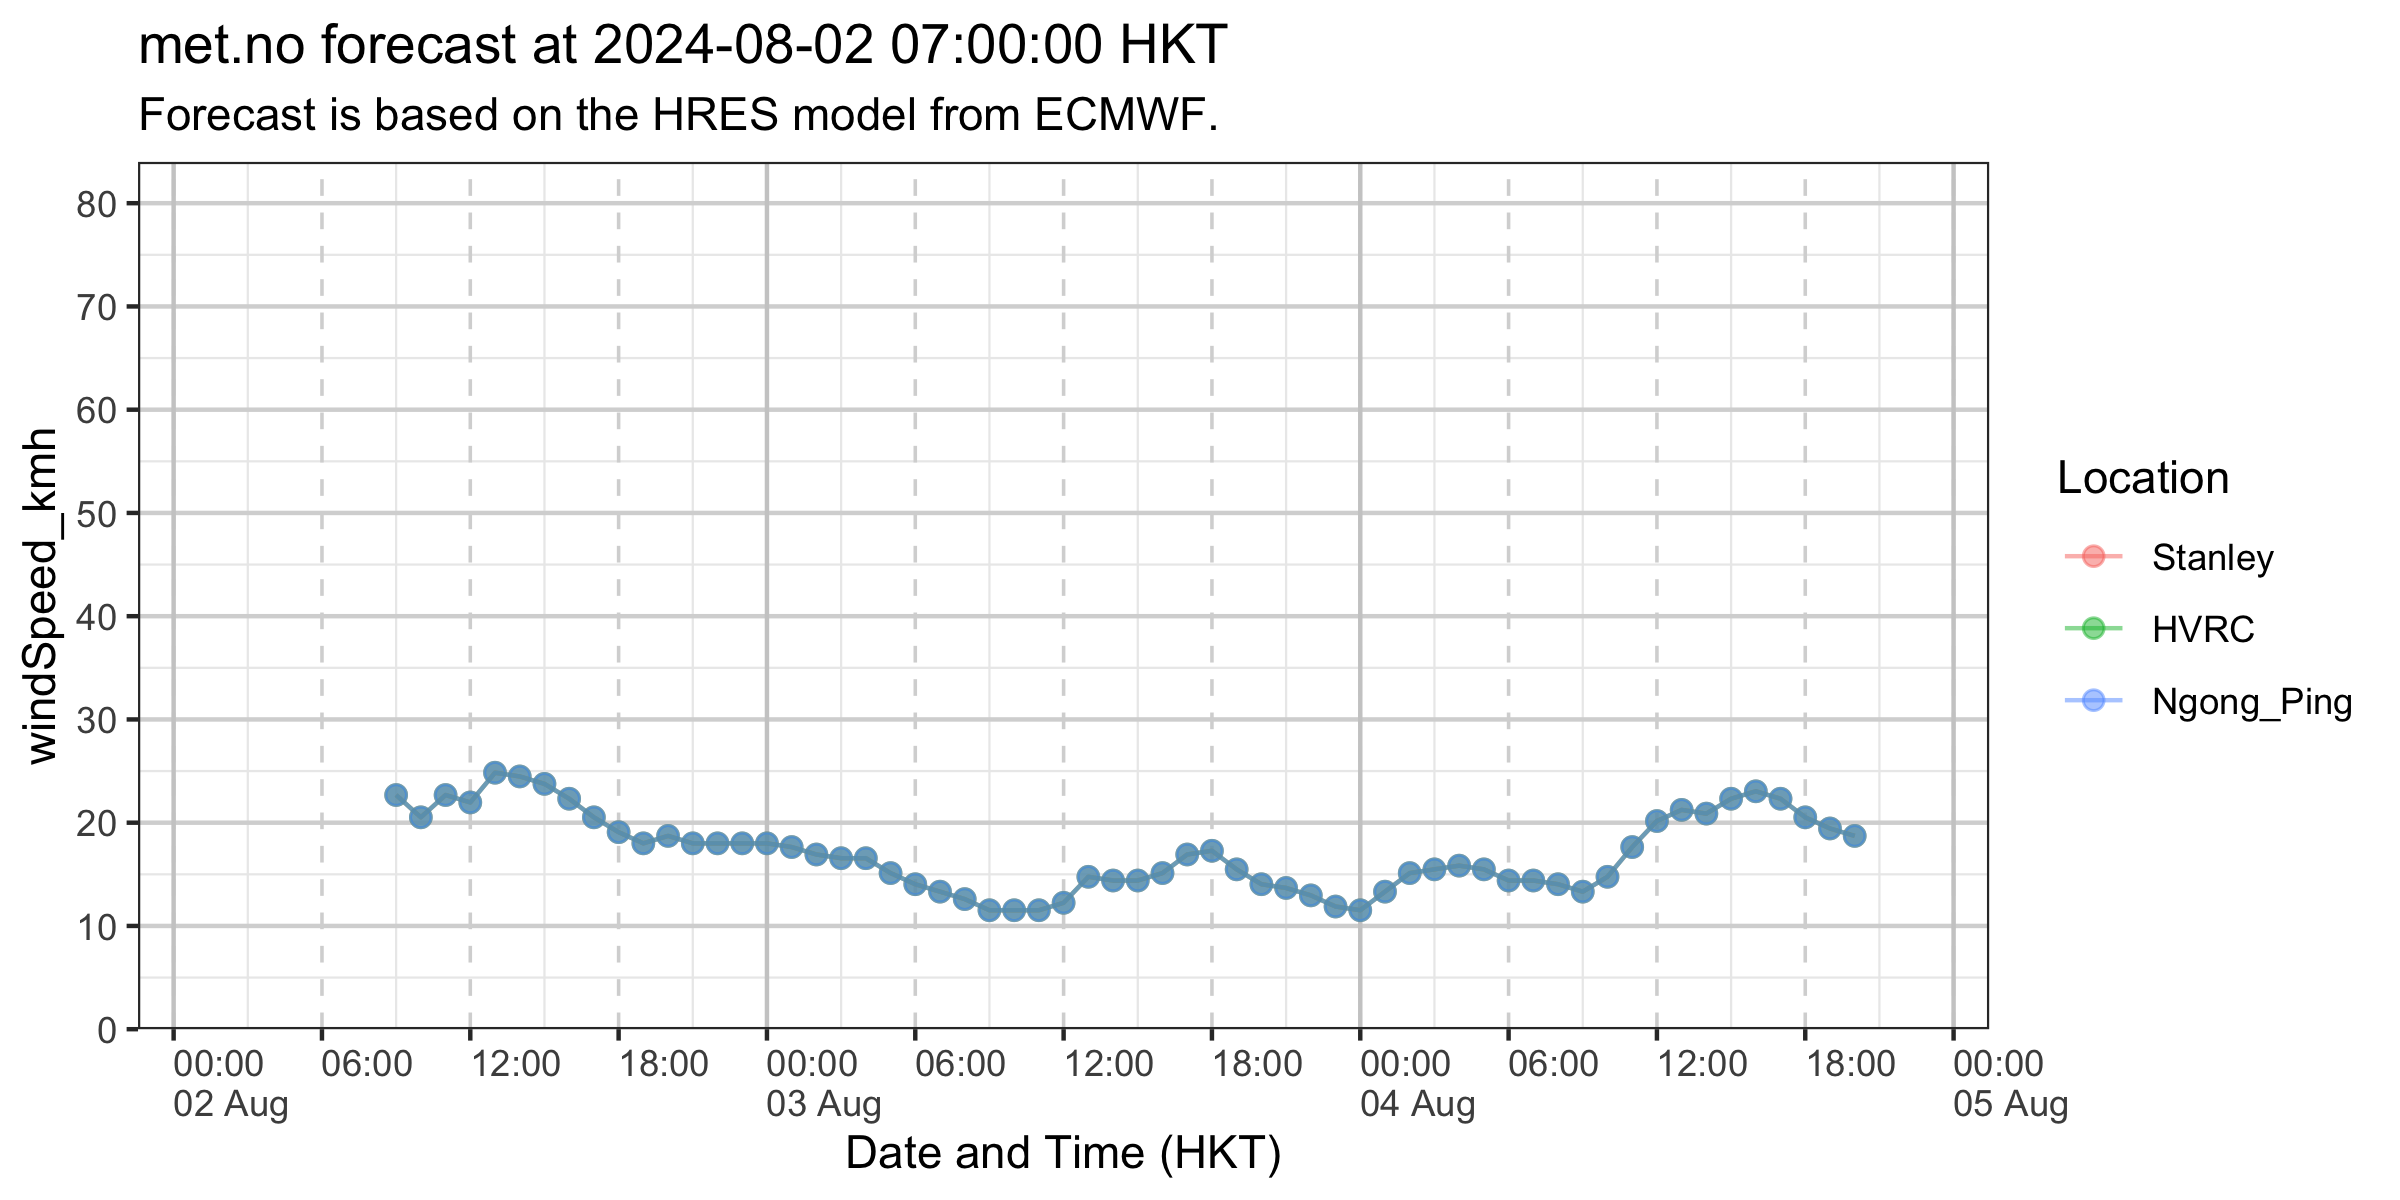 met.no forecast at 2024-08-02 07:00:00 HKT
Forecast is based on the HRES model from ECMWF.
windSpeed_kmh
80
70
60
50
40
30
20
10
0
00:00 06:00 12:00 18:00 00:00 06:00 12:00 18:00 00:00 06:00 12:00 18:00 00:00
02 Aug 03 Aug 04 Aug 05 Aug
Date and Time (HKT)
Location
Stanley
HVRC
Ngong_Ping